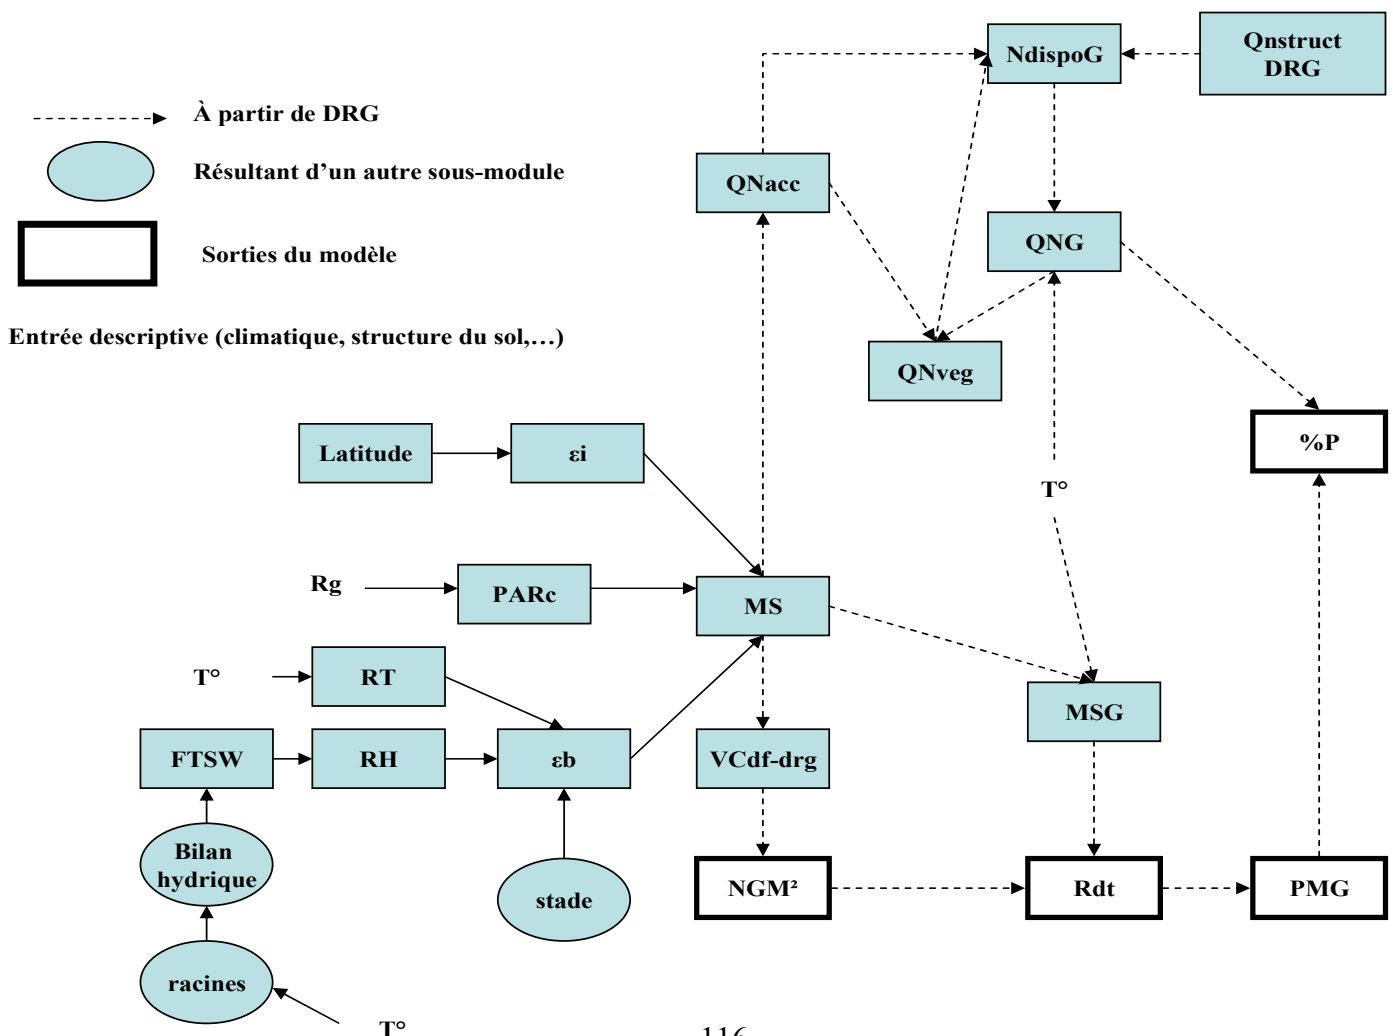 Qnstruct
DRG
NdispoG
À partir de DRG
Résultant d'un autre sous-module
QNacc
Sorties du modèle
QNG
Entrée descriptive (climatique, structure du sol,…)
QNveg
%P
Latitude
εi
T°
Rg
PARc
MS
T°
RT
MSG
FTSW
RH
εb
VCdf-drg
Bilan
hydrique
stade
NGM²
Rdt
PMG
racines
T°
116